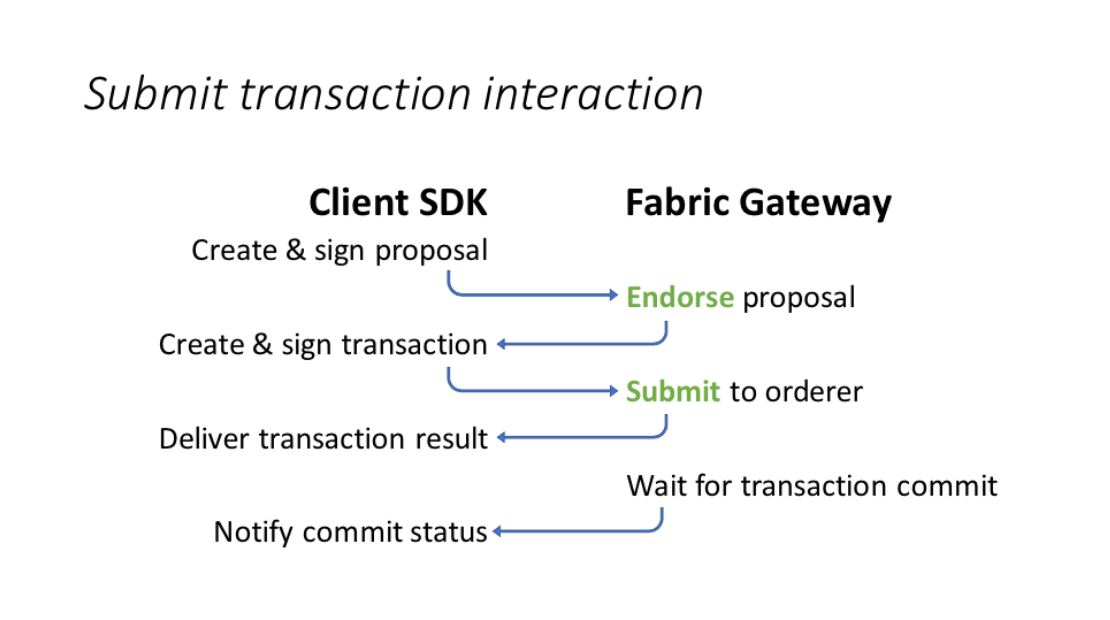 Submit transaction interaction
Client SDK
Fabric Gateway
Create & sign proposal
Endorse proposal
Create & sign transaction
Submit to orderer
Deliver transaction result
Wait for transaction commit
Notify commit status